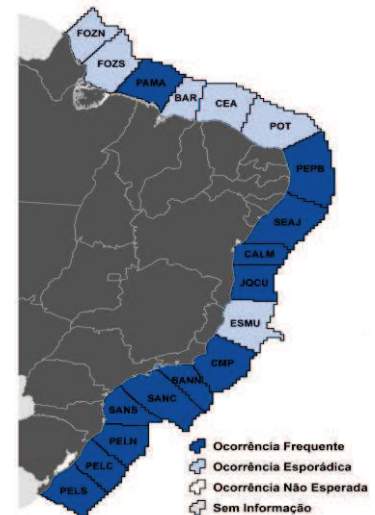 FOZN
FOZS
PAMA
BAR
CEA
POT
PEPB
SEAJ
CALM
JQCU
ESMU
CMP
SANN
SANC
SANS
PELN
PELC
PELS
Ocorrência Frequente
Ocorrência Esporádica
Ocorrência Não Esperada
Sem Informação